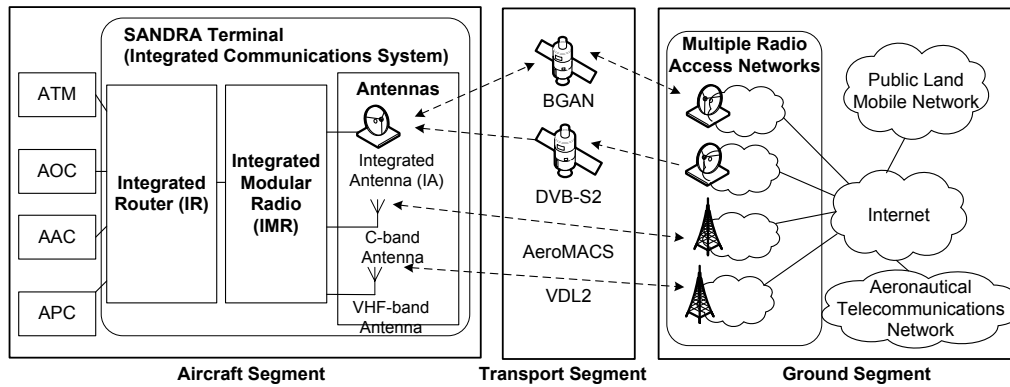 SANDRA Terminal
(Integrated Communications System)
ATM
AOC
AAC
APC
Integrated
Router (IR)
Integrated
Modular
Radio
(IMR)
Antennas
Integrated
Antenna (IA)
C-band
Antenna
VHF-band
Antenna
Aircraft Segment
BGAN
DVB-S2
AeroMACS
VDL2
Transport Segment
Multiple Radio
Access Networks
Public Land
Mobile Network
Internet
Aeronautical
Telecommunications
Network
Ground Segment